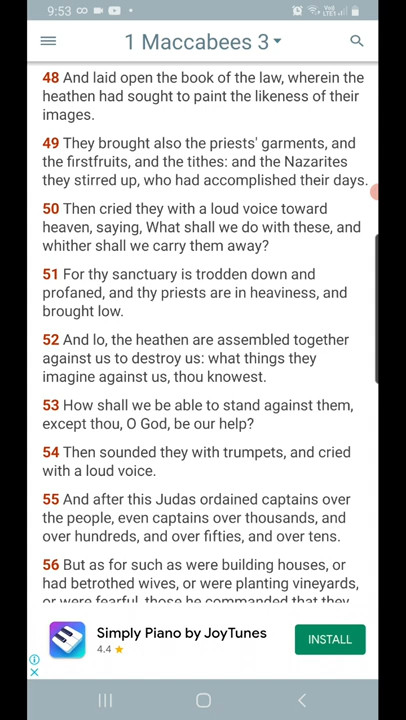 9:53
1 Maccabees 3
48 And laid open the book of the law, wherein the
heathen had sought to paint the likeness of their
images.
49 They brought also the priests' garments, and
the firstfruits, and the tithes: and the Nazarites
they stirred up, who had accomplished their days.
50 Then cried they with a loud voice toward
heaven, saying, What shall we do with these, and
whither shall we carry them away?
51 For thy sanctuary is trodden down and
profaned, and thy priests are in heaviness, and
brought low.
52 And lo, the heathen are assembled together
against us to destroy us: what things they
imagine against us, thou knowest.
53 How shall we be able to stand against them,
except thou, O God, be our help?
54 Then sounded they with trumpets, and cried
with a loud voice.
55 And after this Judas ordained captains over
the people, even captains over thousands, and
over hundreds, and over fifties, and over tens.
56 But as for such as were building houses, or
had betrothed wives, or were planting vineyards,
or were fearful, those he commanded that they
Simply Piano by JoyTunes
4.4
INSTALL